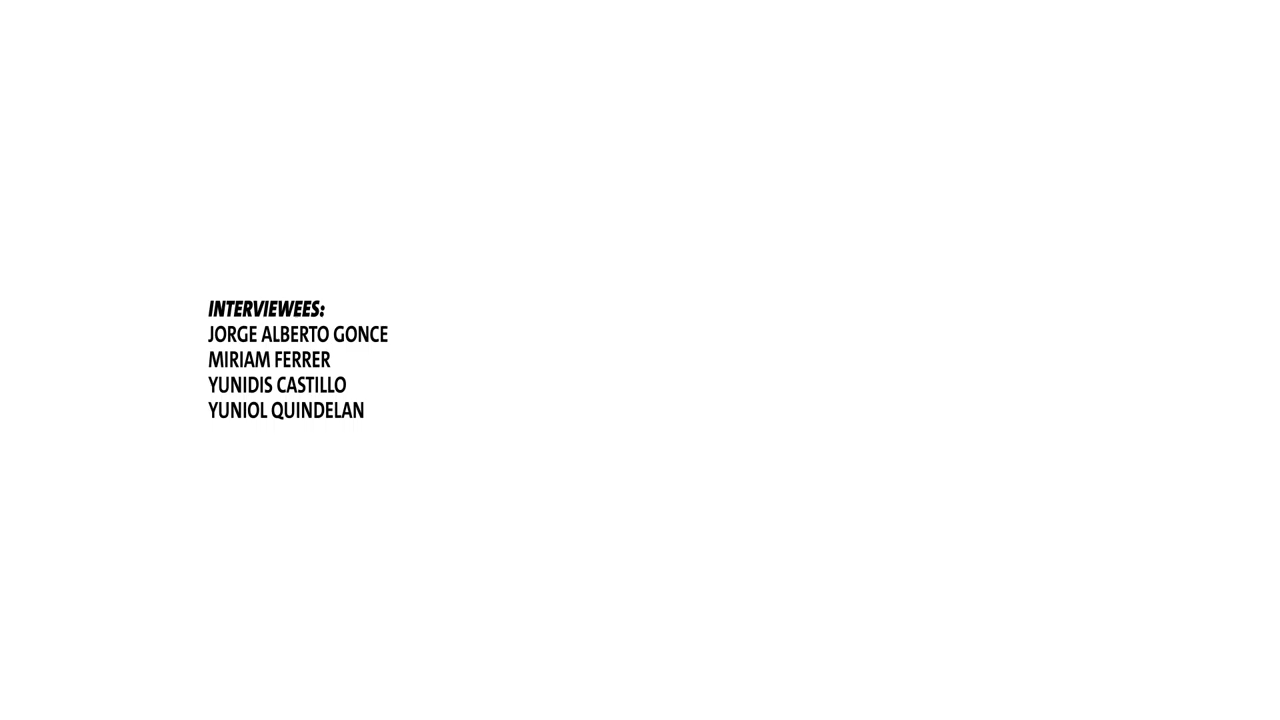 INTERVIEWEES:
JORGE ALBERTO GONCE
MIRIAM FERRER
YUNIDIS CASTILLO
YUNIOL QUINDELAN